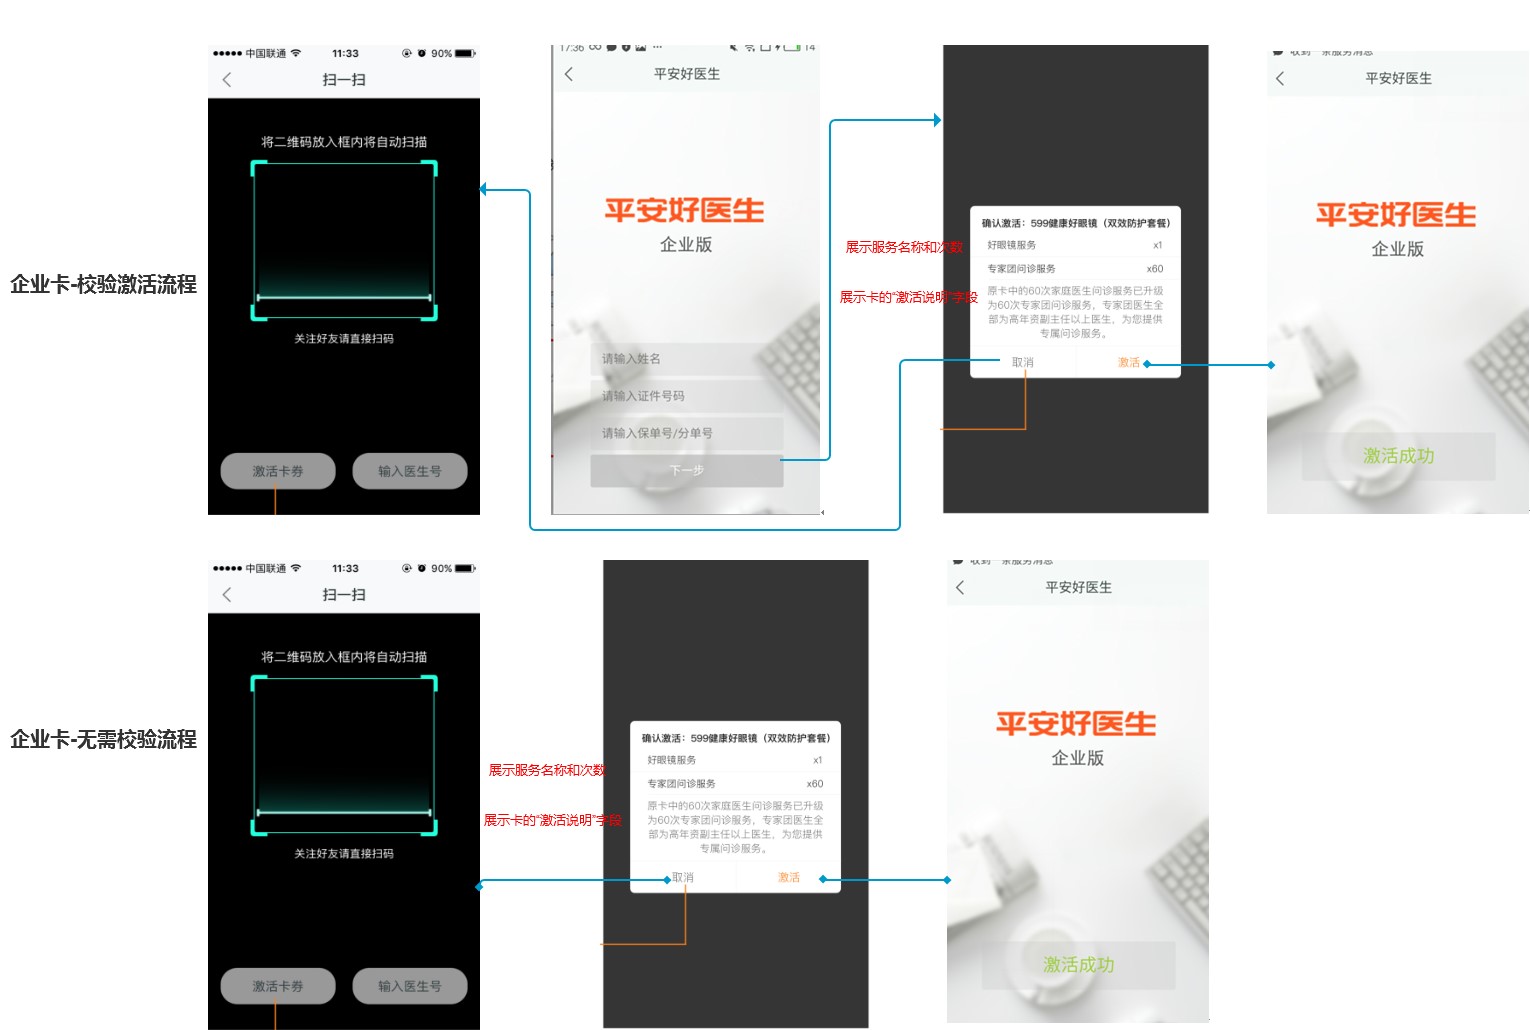 企业卡-校验激活流程
中国联通 11:33 90%
扫一扫
将二维码放入框内将自动扫描
关注好友请直接扫码
激活卡券 输入医生号
17:36 14
平安好医生
平安好医生
企业版
请输入姓名
请输入证件号码
请输入保单号/分单号
下一步
展示服务名称和次数
展示卡的“激活说明”字段
确认激活：599健康好眼镜（双效防护套餐）
好眼镜服务 x1
专家团问诊服务 x60
原卡中的60次家庭医生问诊服务已升级
为60次专家团问诊服务，专家团医生全
部为高年资副主任以上医生，为您提供
专属问诊服务。
取消 激活
收到一条服务消息
平安好医生
平安好医生
企业版
激活成功
企业卡-无需校验流程
中国联通 11:33 90%
扫一扫
将二维码放入框内将自动扫描
关注好友请直接扫码
激活卡券 输入医生号
展示服务名称和次数
展示卡的“激活说明”字段
确认激活：599健康好眼镜（双效防护套餐）
好眼镜服务 x1
专家团问诊服务 x60
原卡中的60次家庭医生问诊服务已升级
为60次专家团问诊服务，专家团医生全
部为高年资副主任以上医生，为您提供
专属问诊服务。
取消 激活
收到一条服务消息
平安好医生
平安好医生
企业版
激活成功